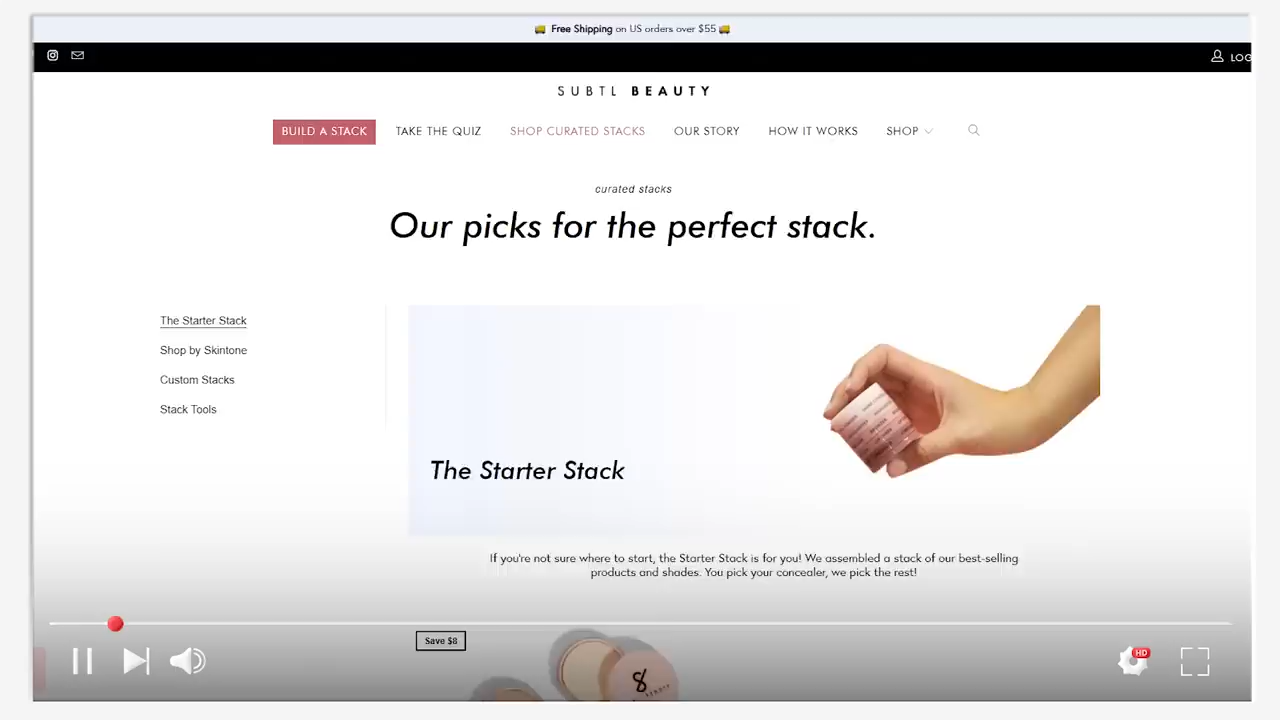 Free Shipping on US orders over $55
LOG
SUBTL BEAUTY
BUILD A STACK TAKE THE QUIZ SHOP CURATED STACKS OUR STORY HOW IT WORKS SHOP
curated stacks
Our picks for the perfect stack.
The Starter Stack
Shop by Skintone
Custom Stacks
Stack Tools
The Starter Stack
If you're not sure where to start, the Starter Stack is for you! We assembled a stack of our best-selling
products and shades. You pick your concealer, we pick the rest!
Save $8
HD